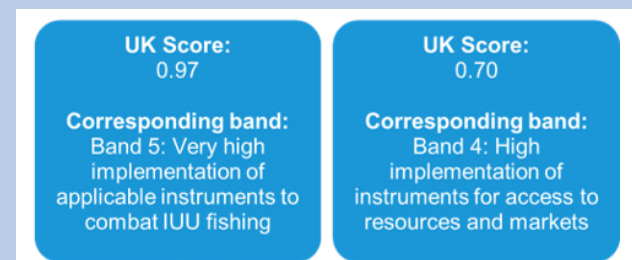 UK Score:
0.97
Corresponding band:
Band 5: Very high
implementation of
applicable instruments to
combat IUU fishing
UK Score:
0.70
Corresponding band:
Band 4: High
implementation of
instruments for access to
resources and markets